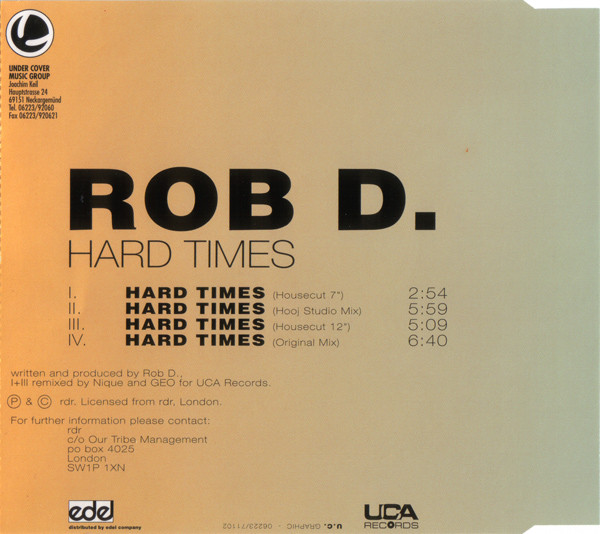 UNDER COVER
MUSIC GROUP
Joachim Keil
Hauptstrasse 24
69151 Neckargemünd
Tel. 06223/92060
Fax 06223/920621
ROB D.
HARD TIMES
I. HARD TIMES (Housecut 7") 2:54
II. HARD TIMES (Hooj Studio Mix) 5:59
III. HARD TIMES (Housecut 12") 5:09
IV. HARD TIMES (Original Mix) 6:40
written and produced by Rob D.,
I+III remixed by Nique and GEO for UCA Records.
Ⓟ & © rdr. Licensed from rdr, London.
For further information please contact:
rdr
c/o Our Tribe Management
po box 4025
London
SW1P 1XN
edel
distributed by edel company
U.C. GRAPHIC - 06223/71102
UCA
RECORDS